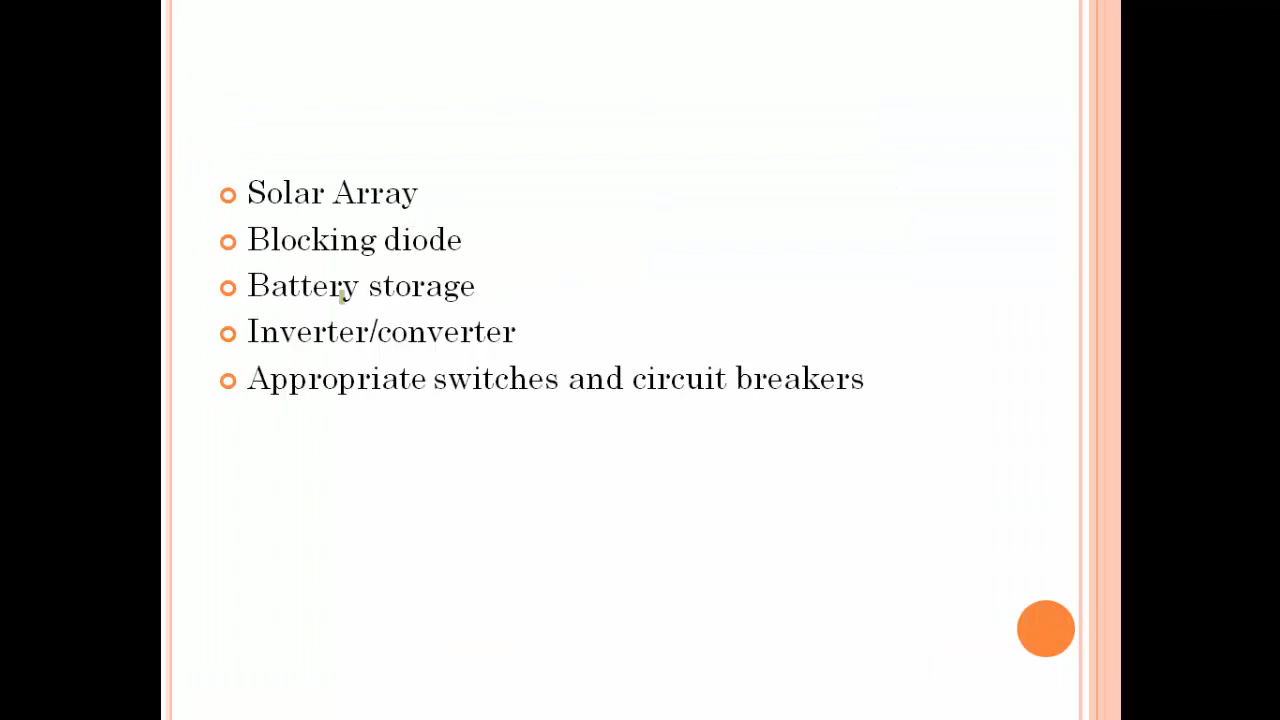 Solar Array
Blocking diode
Battery storage
Inverter/converter
Appropriate switches and circuit breakers